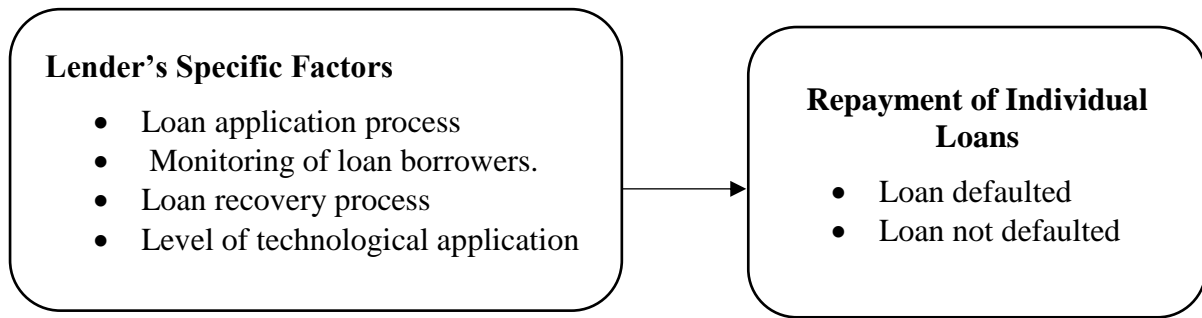 Lender’s Specific Factors
• Loan application process
• Monitoring of loan borrowers.
• Loan recovery process
• Level of technological application
Repayment of Individual
Loans
• Loan defaulted
• Loan not defaulted